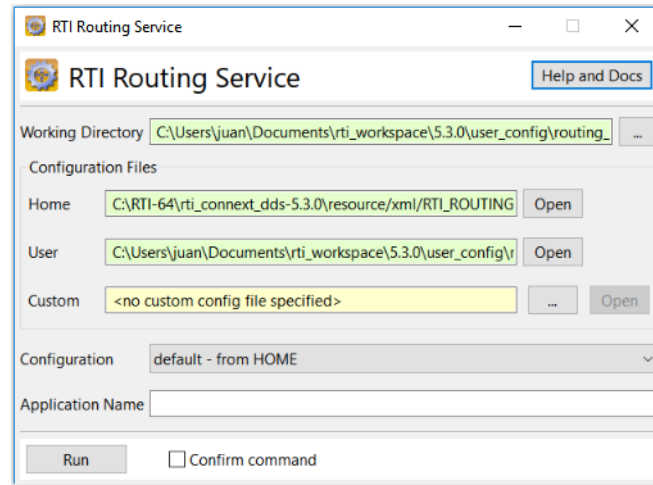 RTI Routing Service
RTI Routing Service Help and Docs
Working Directory C:\Users\juan\Documents\rti_workspace\5.3.0\user_config\routing_ ...
Configuration Files
Home C:\RTI-64\rti_connext_dds-5.3.0\resource/xml/RTI_ROUTING Open
User C:\Users\juan\Documents\rti_workspace\5.3.0\user_config\r Open
Custom <no custom config file specified> ... Open
Configuration default - from HOME
Application Name
Run Confirm command